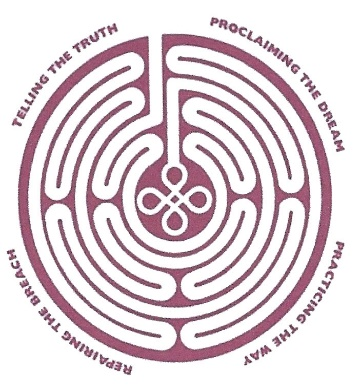 TELLING THE TRUTH
PROCLAIMING THE DREAM
PRACTICING THE WAY
REPAIRING THE BREACH